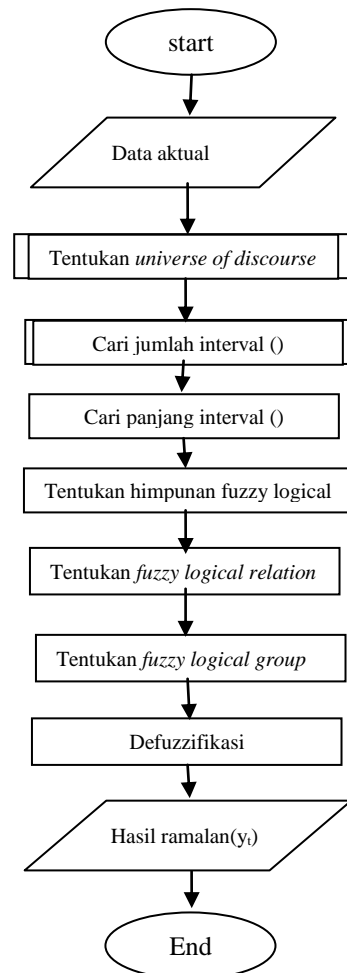 start
Data aktual
Tentukan universe of discourse
Cari jumlah interval ()
Cari panjang interval ()
Tentukan himpunan fuzzy logical
Tentukan fuzzy logical relation
Tentukan fuzzy logical group
Defuzzifikasi
Hasil ramalan(yₜ)
End